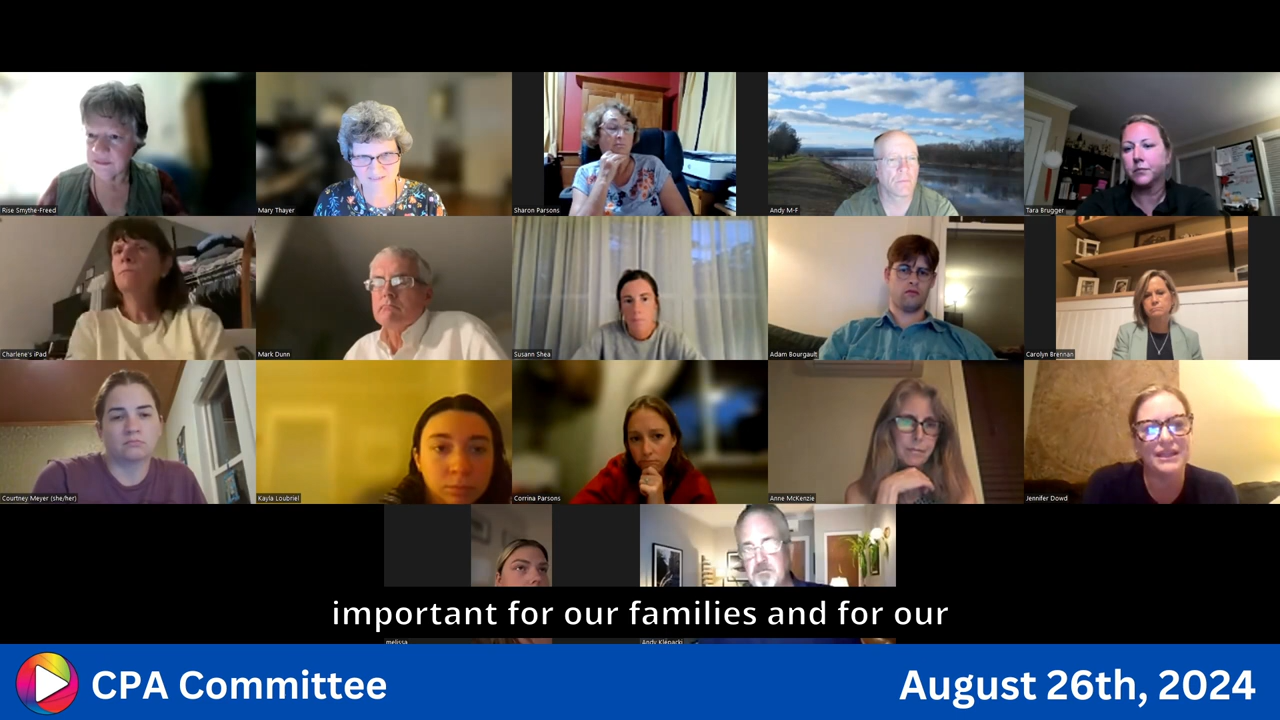 Rise Smythe-Freed
Mary Thayer
Sharon Parsons
Andy M-F
Tara Brugger
Charlene's iPad
Mark Dunn
Susann Shea
Adam Bourgault
Carolyn Brennan
Courtney Meyer (she/her)
Kayla Loubriel
Corrina Parsons
Anne McKenzie
Jennifer Dowd
important for our families and for our
melissa
Andy Klepacki
CPA Committee
August 26th, 2024